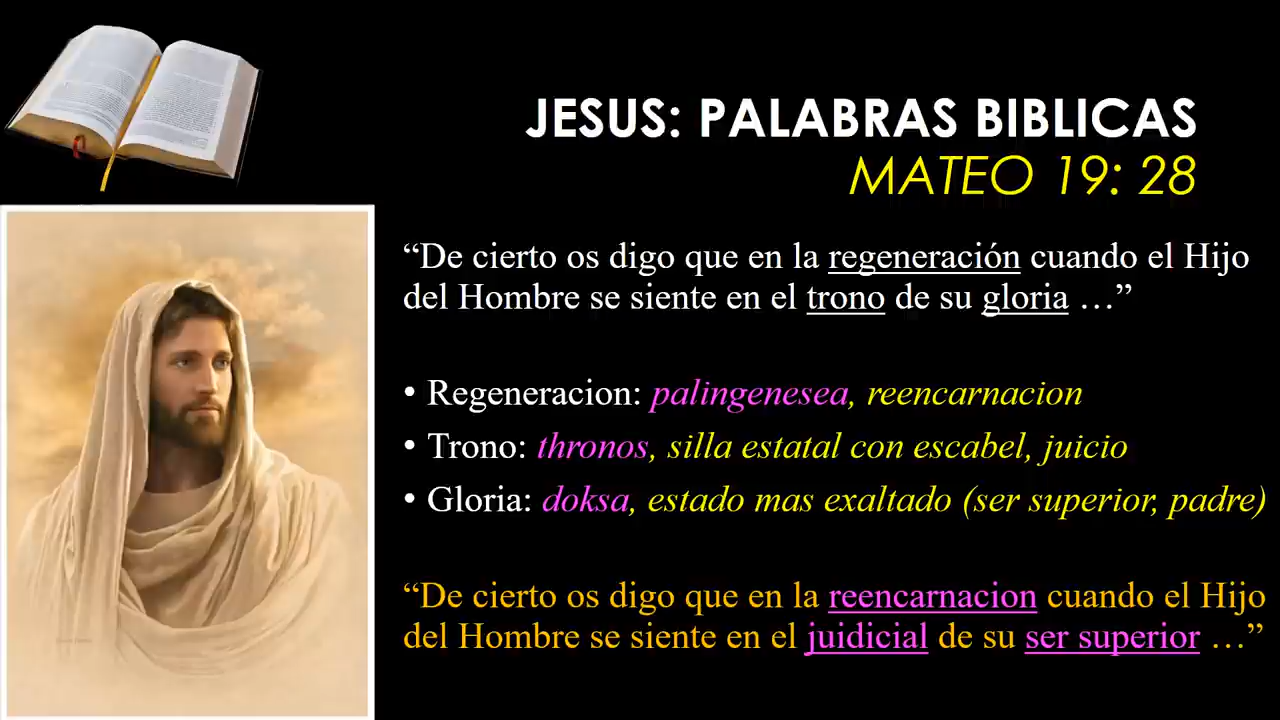 JESUS: PALABRAS BIBLICAS
MATEO 19: 28
“De cierto os digo que en la regeneración cuando el Hijo
del Hombre se siente en el trono de su gloria …”
• Regeneracion: palingenesea, reencarnacion
• Trono: thronos, silla estatal con escabel, juicio
• Gloria: doksa, estado mas exaltado (ser superior, padre)
“De cierto os digo que en la reencarnacion cuando el Hijo
del Hombre se siente en el juidicial de su ser superior …”